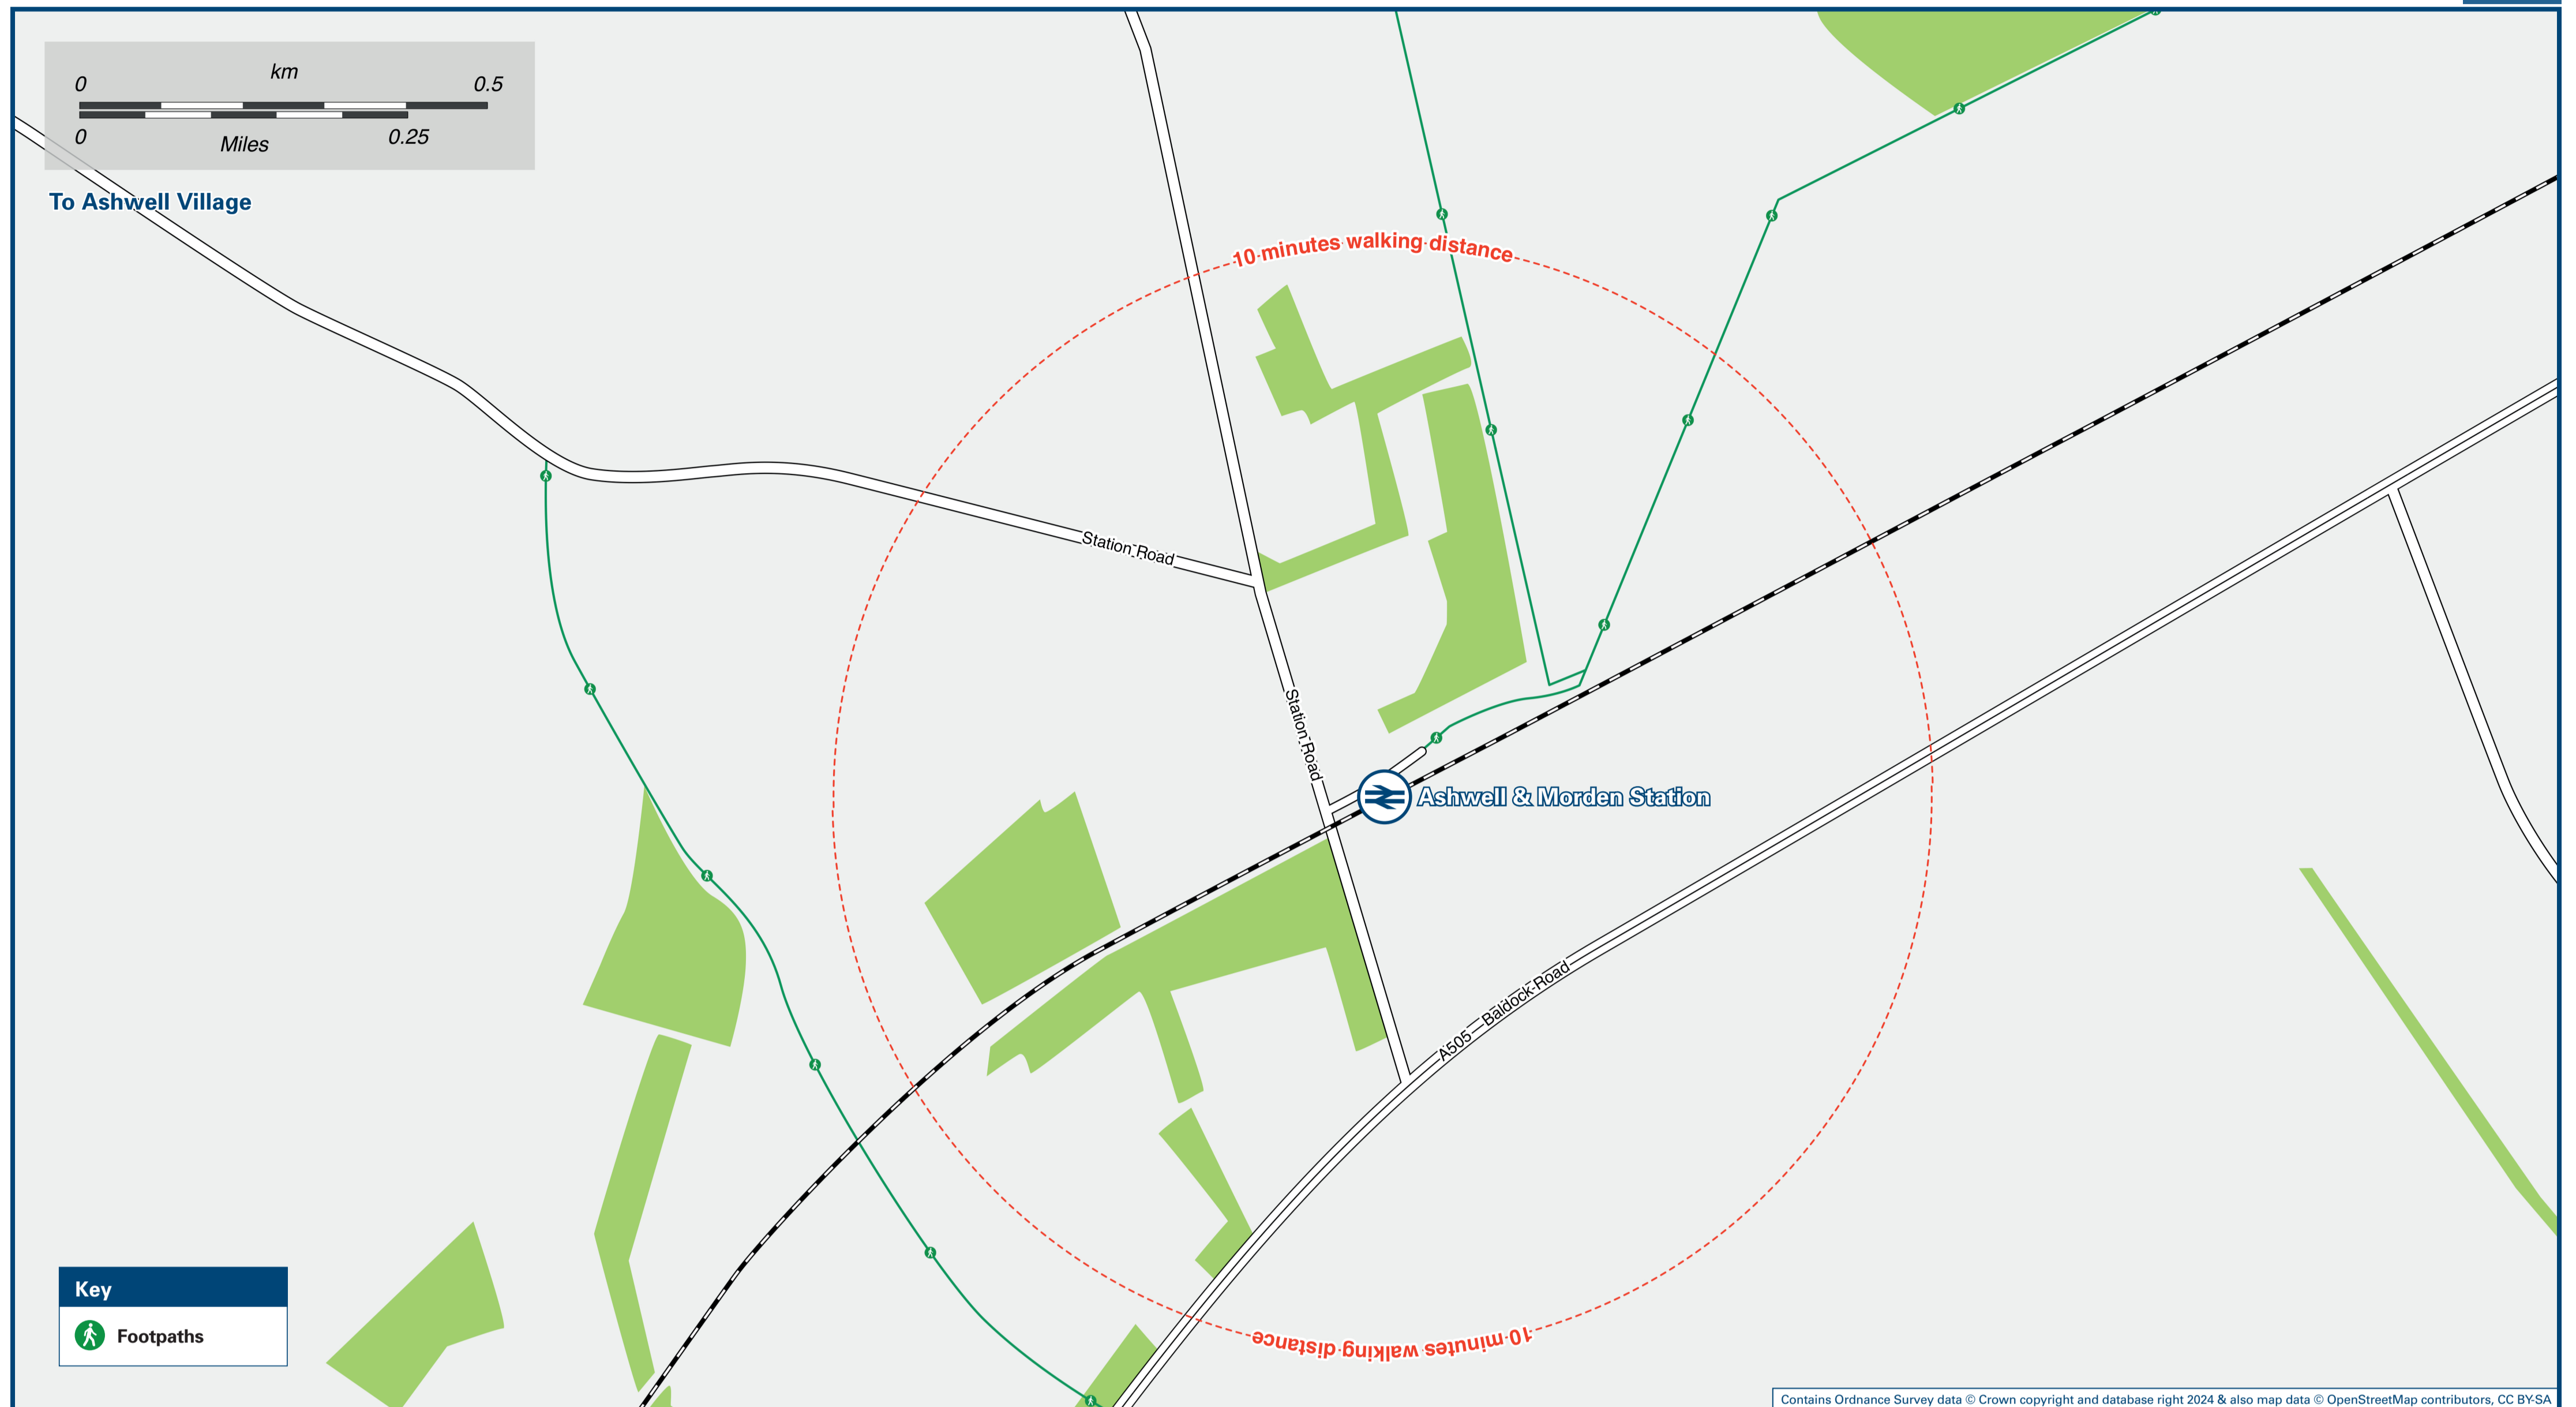 km
0 0.5
0 0.25
Miles
To Ashwell Village
10 minutes walking distance
Station Road
Station Road
Ashwell & Morden Station
A505 Baldock Road
10 minutes walking distance
Key
Footpaths
Contains Ordnance Survey data © Crown copyright and database right 2024 & also map data © OpenStreetMap contributors, CC BY-SA